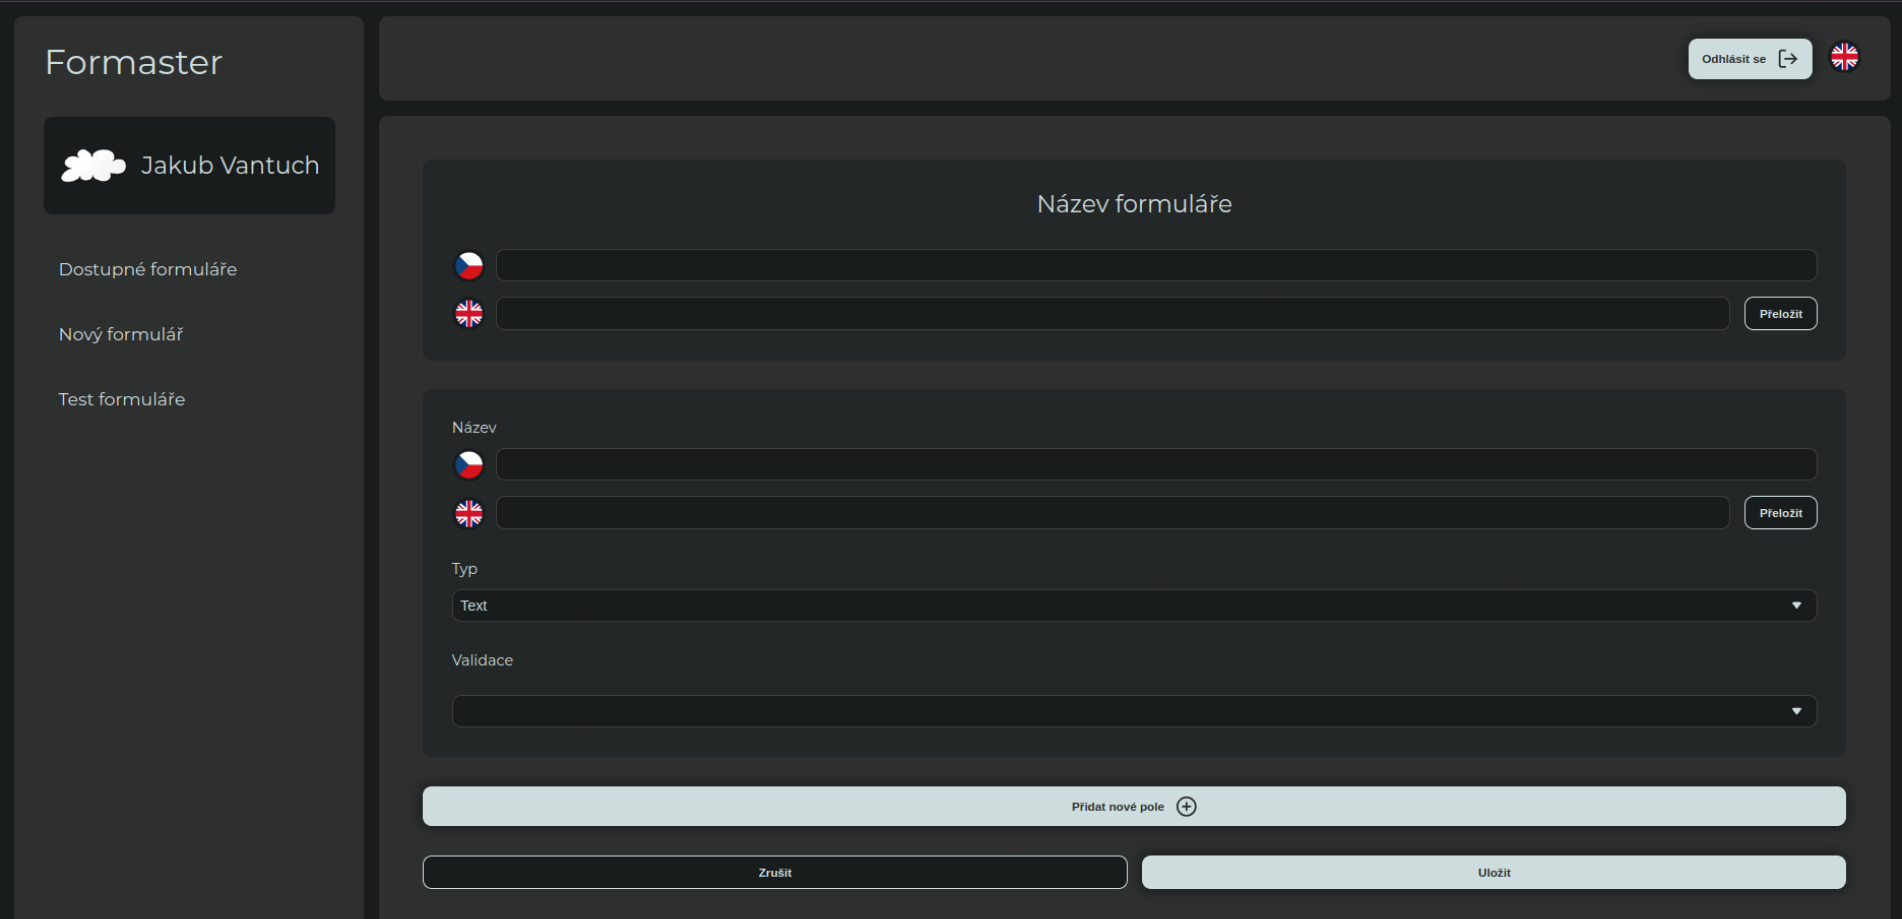 Formaster
Jakub Vantuch
Dostupné formuláře
Nový formulář
Test formuláře
Odhlásit se
Název formuláře
Přeložit
Název
Přeložit
Typ
Text
Validace
Přidat nové pole
Zrušit
Uložit